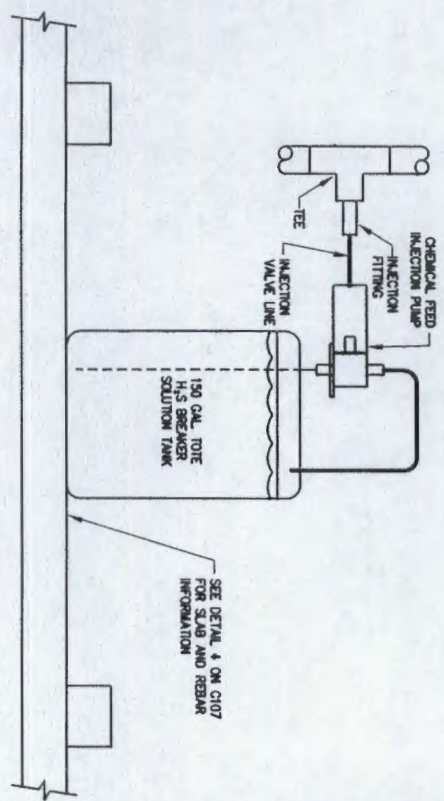 CHEMICAL FEED
INJECTION PUMP
INJECTION
FITTING
TEE
INJECTION
VALVE LINE
150 GAL. TOTE
H₂S BREAKER
SOLUTION TANK
SEE DETAIL 4 ON C107
FOR SLAB AND REBAR
INFORMATION